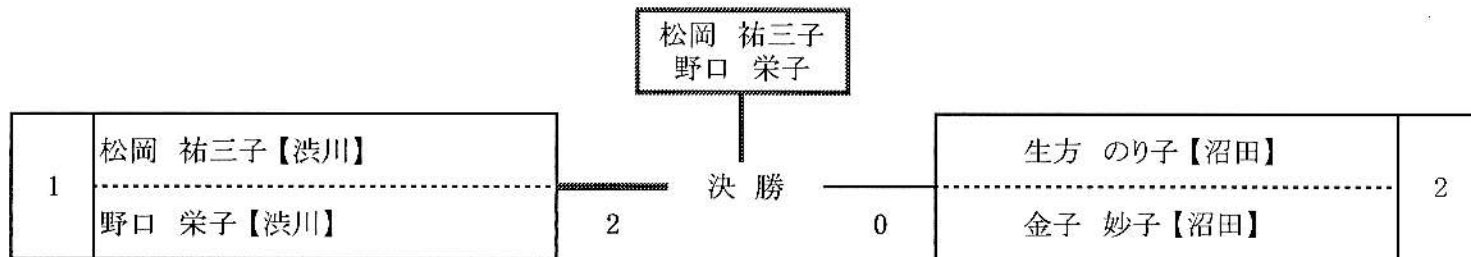 松岡 祐三子
野口 栄子
1
松岡 祐三子【渋川】
野口 栄子【渋川】
2
決勝
0
生方 のり子【沼田】
金子 妙子【沼田】
2